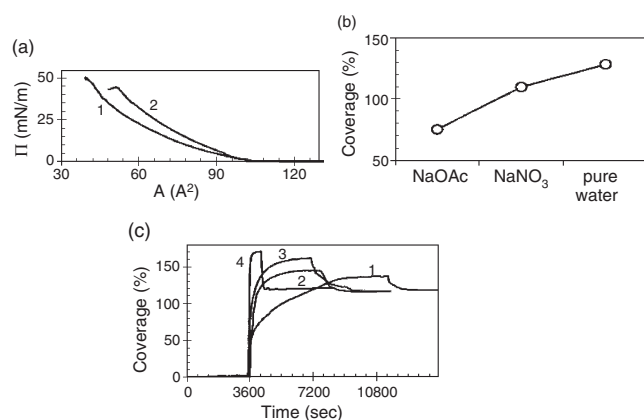 (a)
50
25
0
Π (mN/m)
1
2
30 60 90 120
A (A²)
(b)
150
100
50
Coverage (%)
NaOAc NaNO₃ pure
water
(c)
200
150
100
50
0
Coverage (%)
4
3
2
1
0 3600 7200 10800
Time (sec)